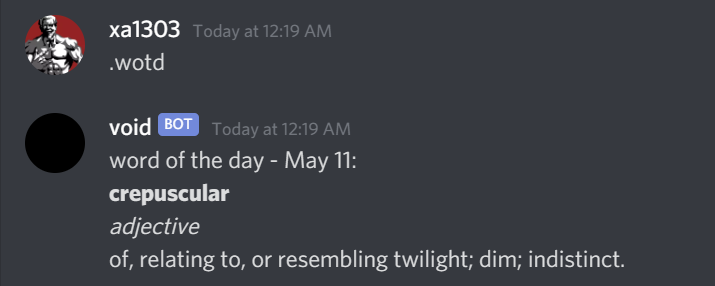 xa1303 Today at 12:19 AM
.wotd
void BOT Today at 12:19 AM
word of the day - May 11:
crepuscular
adjective
of, relating to, or resembling twilight; dim; indistinct.